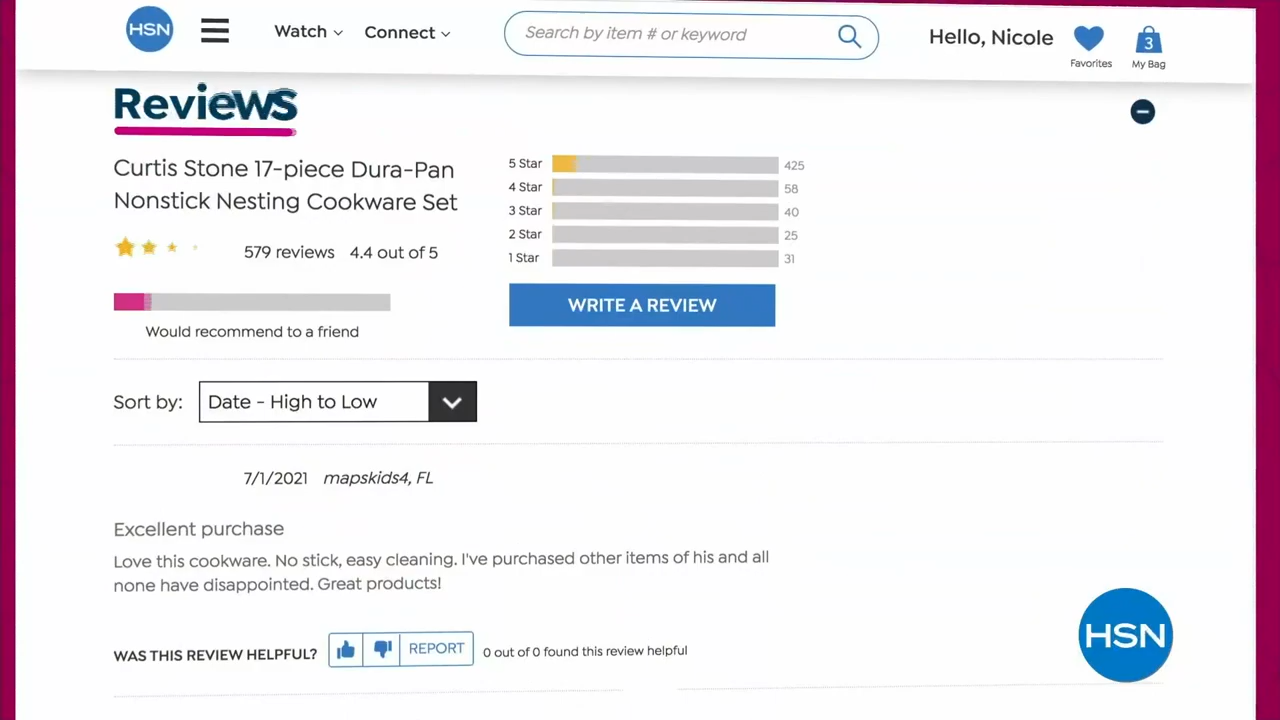 HSN
Watch
Connect
Search by item # or keyword
Hello, Nicole
Favorites
3
My Bag
Reviews
Curtis Stone 17-piece Dura-Pan
Nonstick Nesting Cookware Set
579 reviews 4.4 out of 5
Would recommend to a friend
5 Star 425
4 Star 58
3 Star 40
2 Star 25
1 Star 31
WRITE A REVIEW
Sort by: Date - High to Low
7/1/2021 mapskids4, FL
Excellent purchase
Love this cookware. No stick, easy cleaning. I've purchased other items of his and all
none have disappointed. Great products!
WAS THIS REVIEW HELPFUL? REPORT 0 out of 0 found this review helpful
HSN